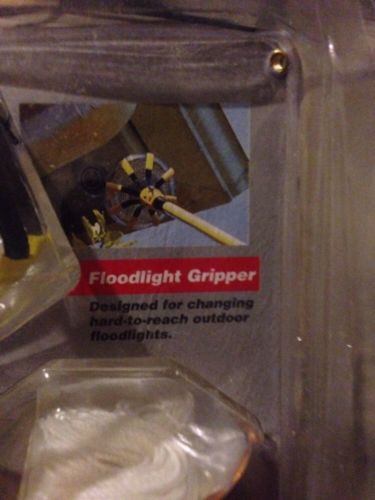 Floodlight Gripper
Designed for changing
hard-to-reach outdoor
floodlights.